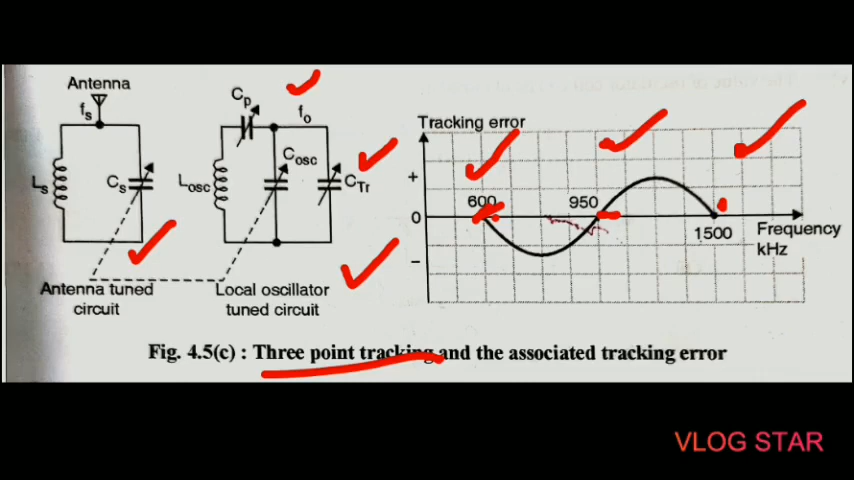 Antenna
fs
Ls
Cs
Antenna tuned
circuit
Cp
fo
Losc
Cosc
CTr
Local oscillator
tuned circuit
Tracking error
+
0
−
600
950
1500
Frequency
kHz
Fig. 4.5(c) : Three point tracking and the associated tracking error
VLOG STAR